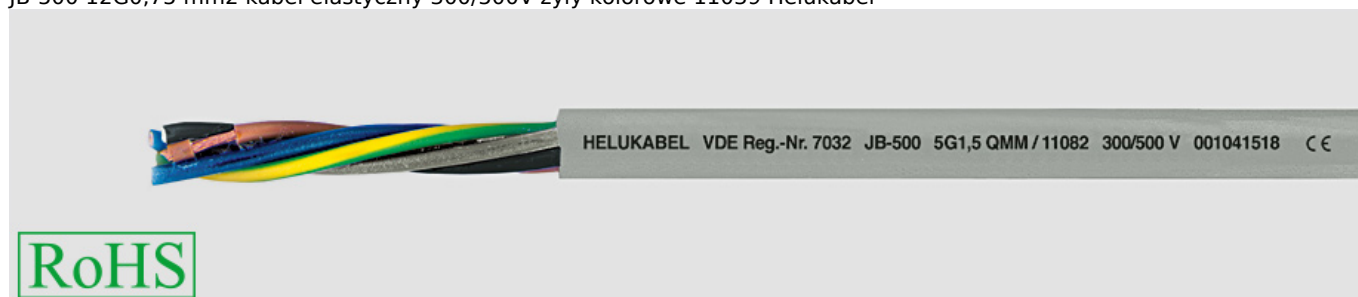 JB-500 12G0,75 mm2 kabel elastyczny 300/500V żyły kolorowe 11059 Helukabel
HELUKABEL VDE Reg.-Nr. 7032 JB-500 5G1,5 QMM / 11082 300/500 V 001041518 CE
RoHS